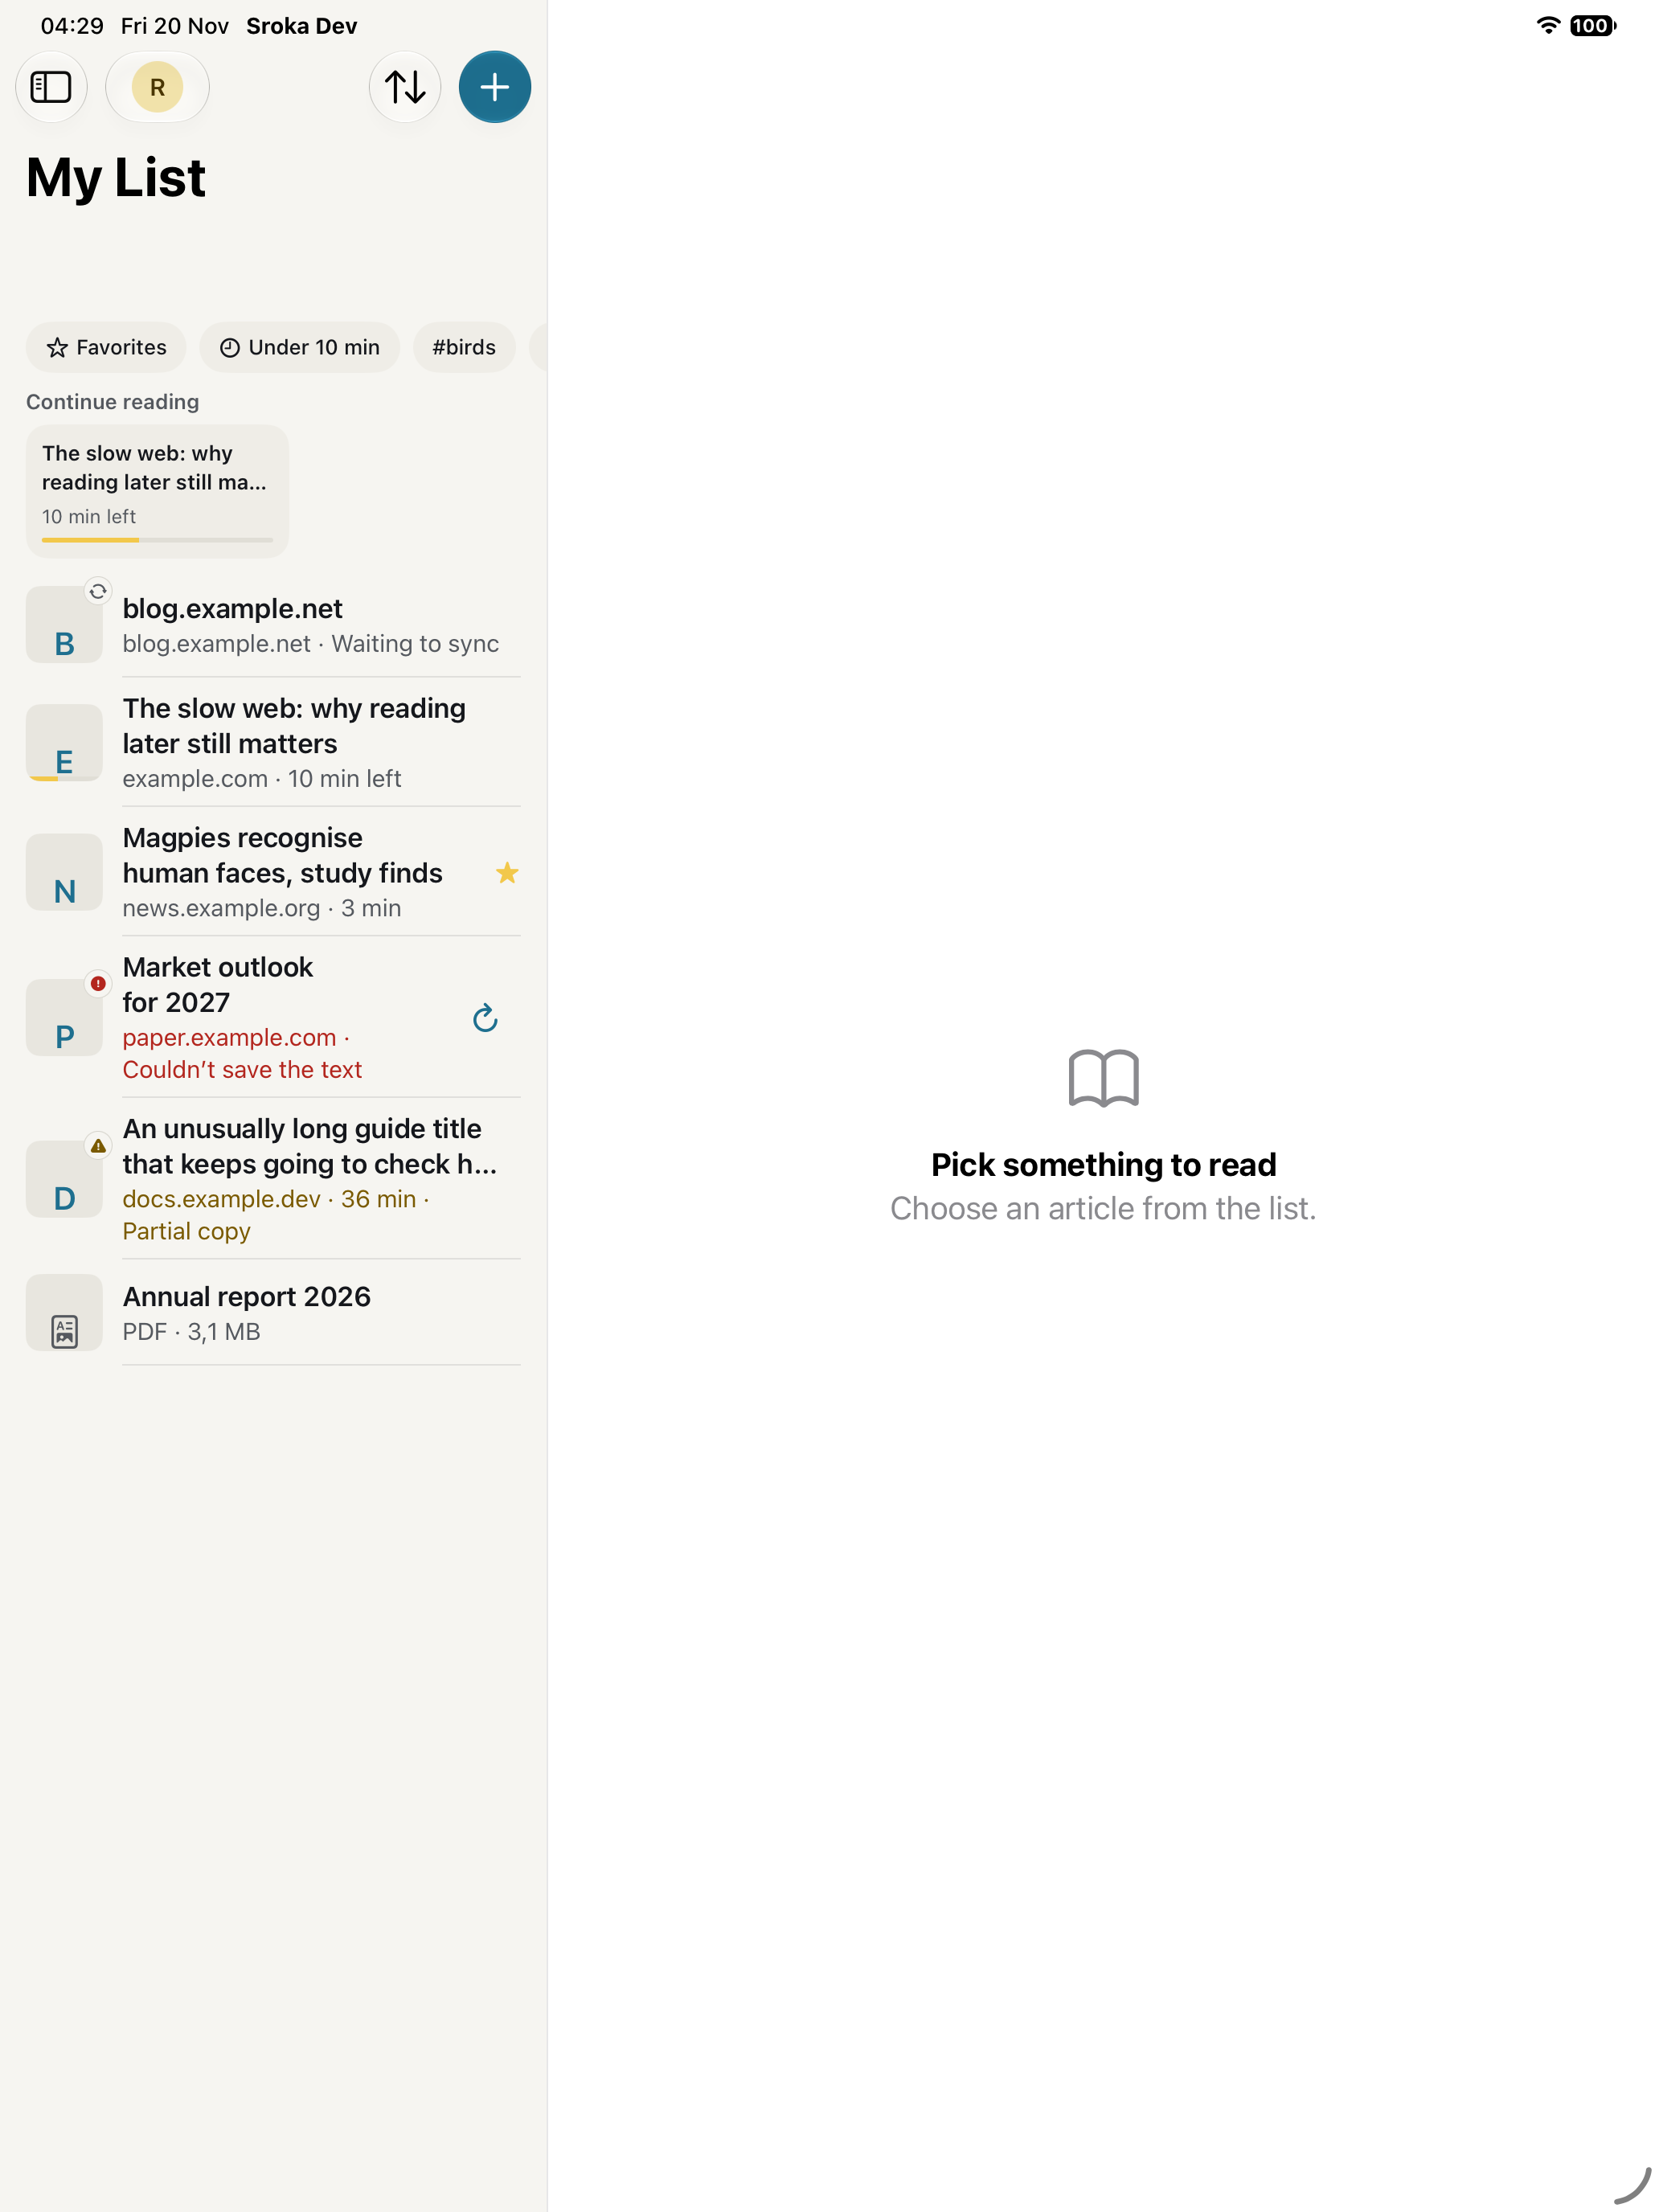 04:29 Fri 20 Nov Sroka Dev
100
R
My List
Favorites
Under 10 min
#birds
Continue reading
The slow web: why
reading later still ma...
10 min left
B
blog.example.net
blog.example.net · Waiting to sync
E
The slow web: why reading
later still matters
example.com · 10 min left
N
Magpies recognise
human faces, study finds
news.example.org · 3 min
P
Market outlook
for 2027
paper.example.com ·
Couldn’t save the text
D
An unusually long guide title
that keeps going to check h...
docs.example.dev · 36 min ·
Partial copy
Annual report 2026
PDF · 3,1 MB
Pick something to read
Choose an article from the list.